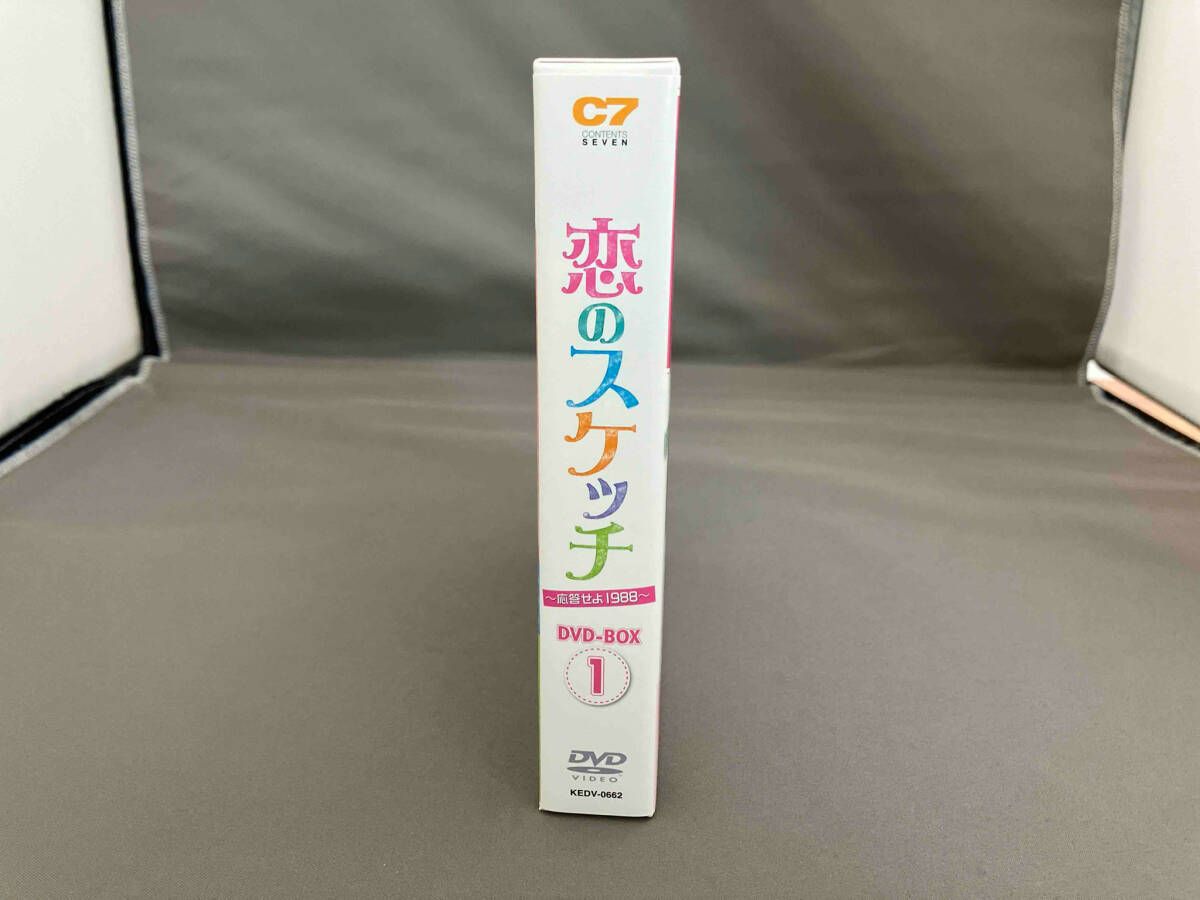 C7
CONTENTS
SEVEN
恋のスケッチ
～応答せよ1988～
DVD-BOX
1
DVD
VIDEO
KEDV-0662